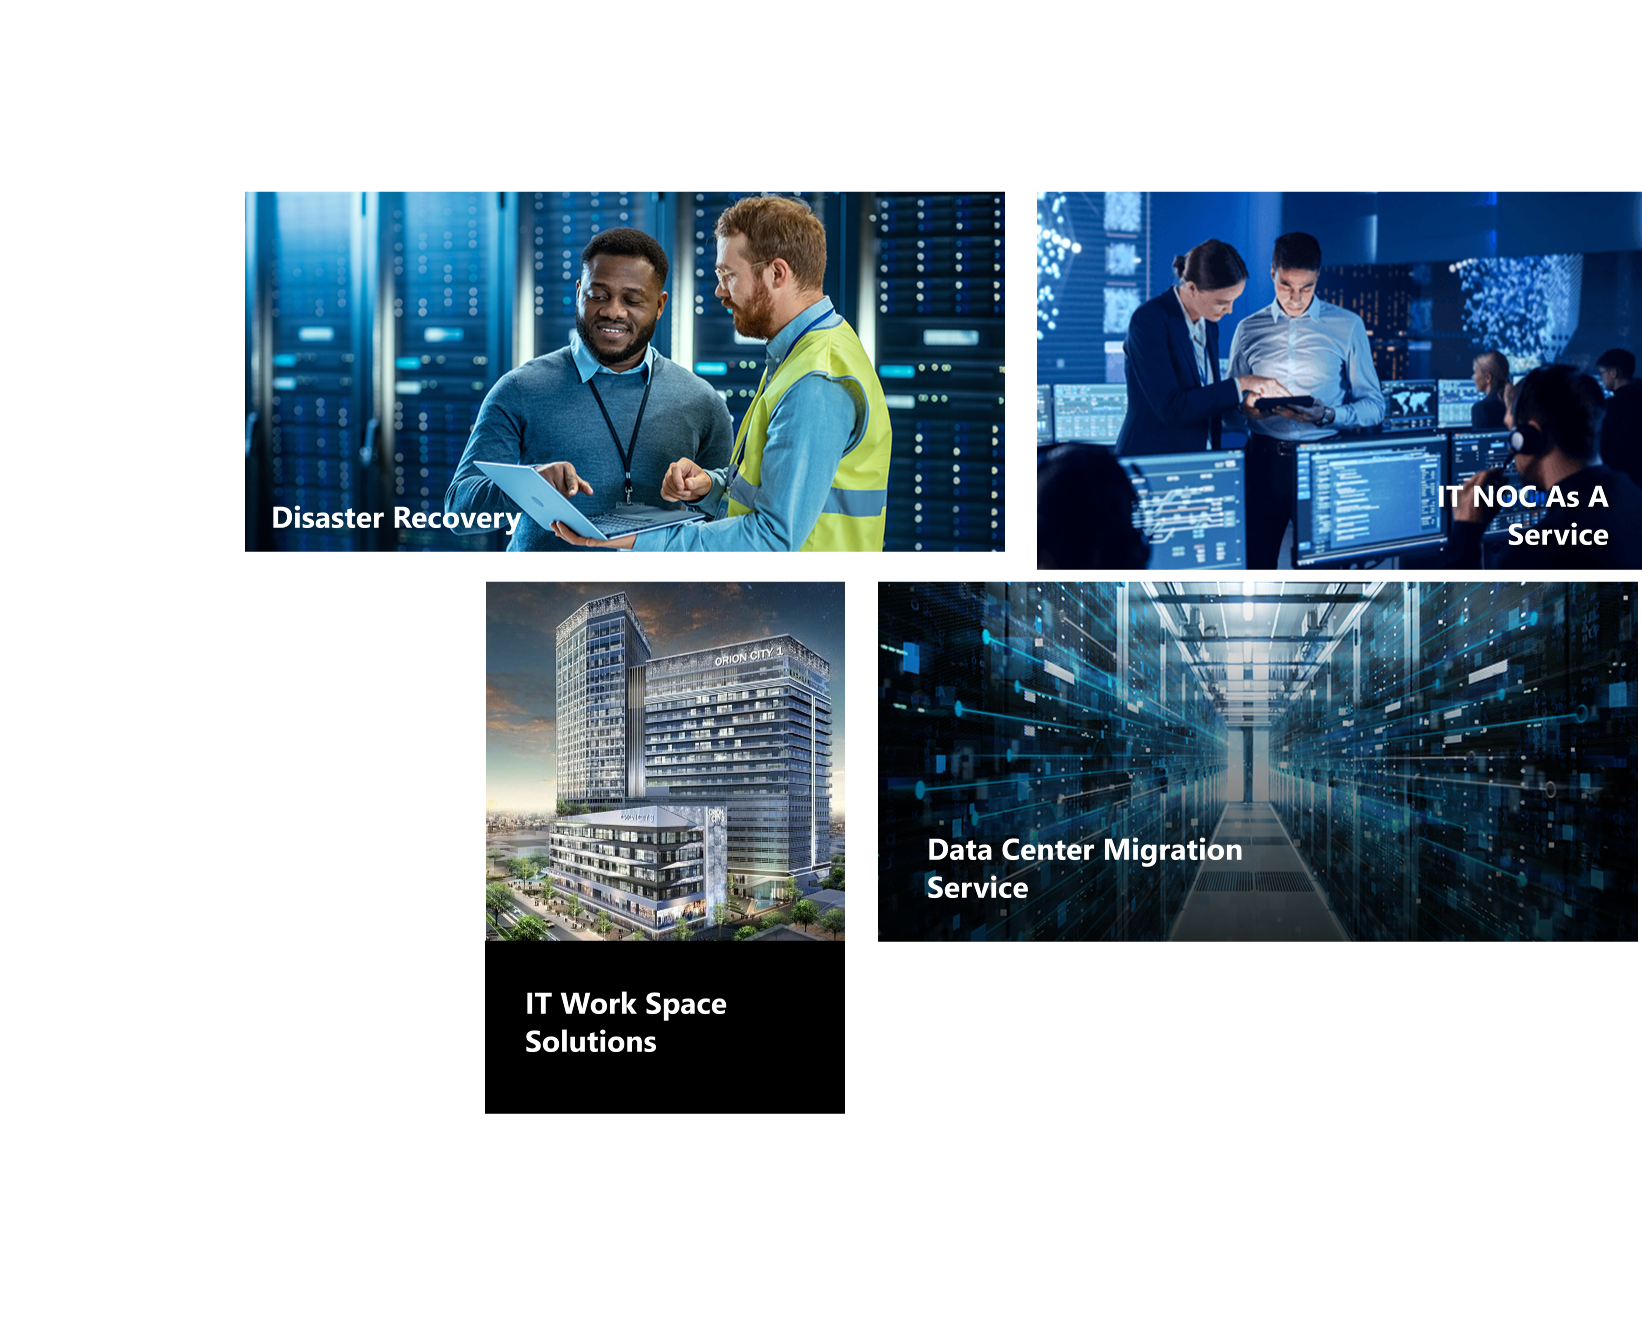 Disaster Recovery
IT NOC As A
Service
ORION CITY 1
IT Work Space
Solutions
Data Center Migration
Service